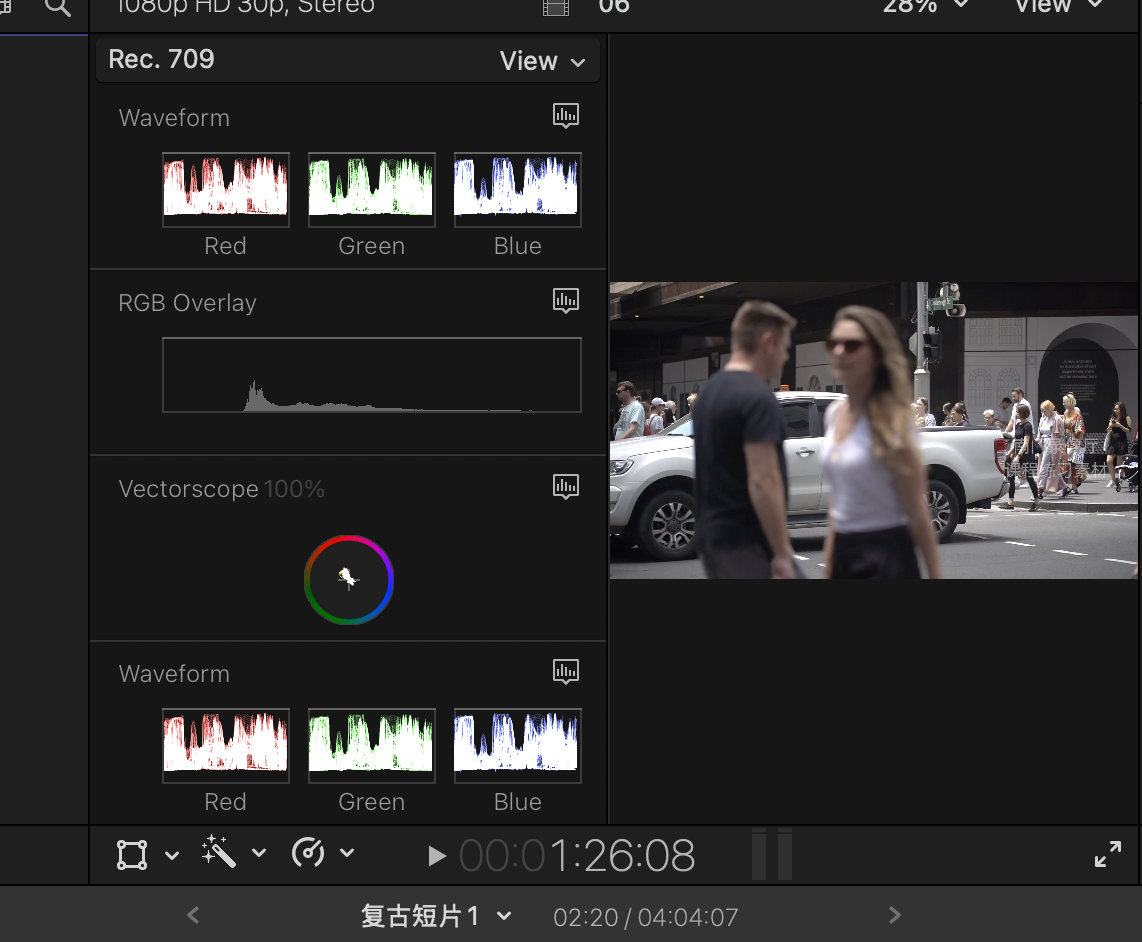 1080p HD 30p, Stereo
06
28%
View
Rec. 709
View
Waveform
Red
Green
Blue
RGB Overlay
Vectorscope 100%
Waveform
Red
Green
Blue
00:01:26:08
复古短片1
02:20 / 04:04:07